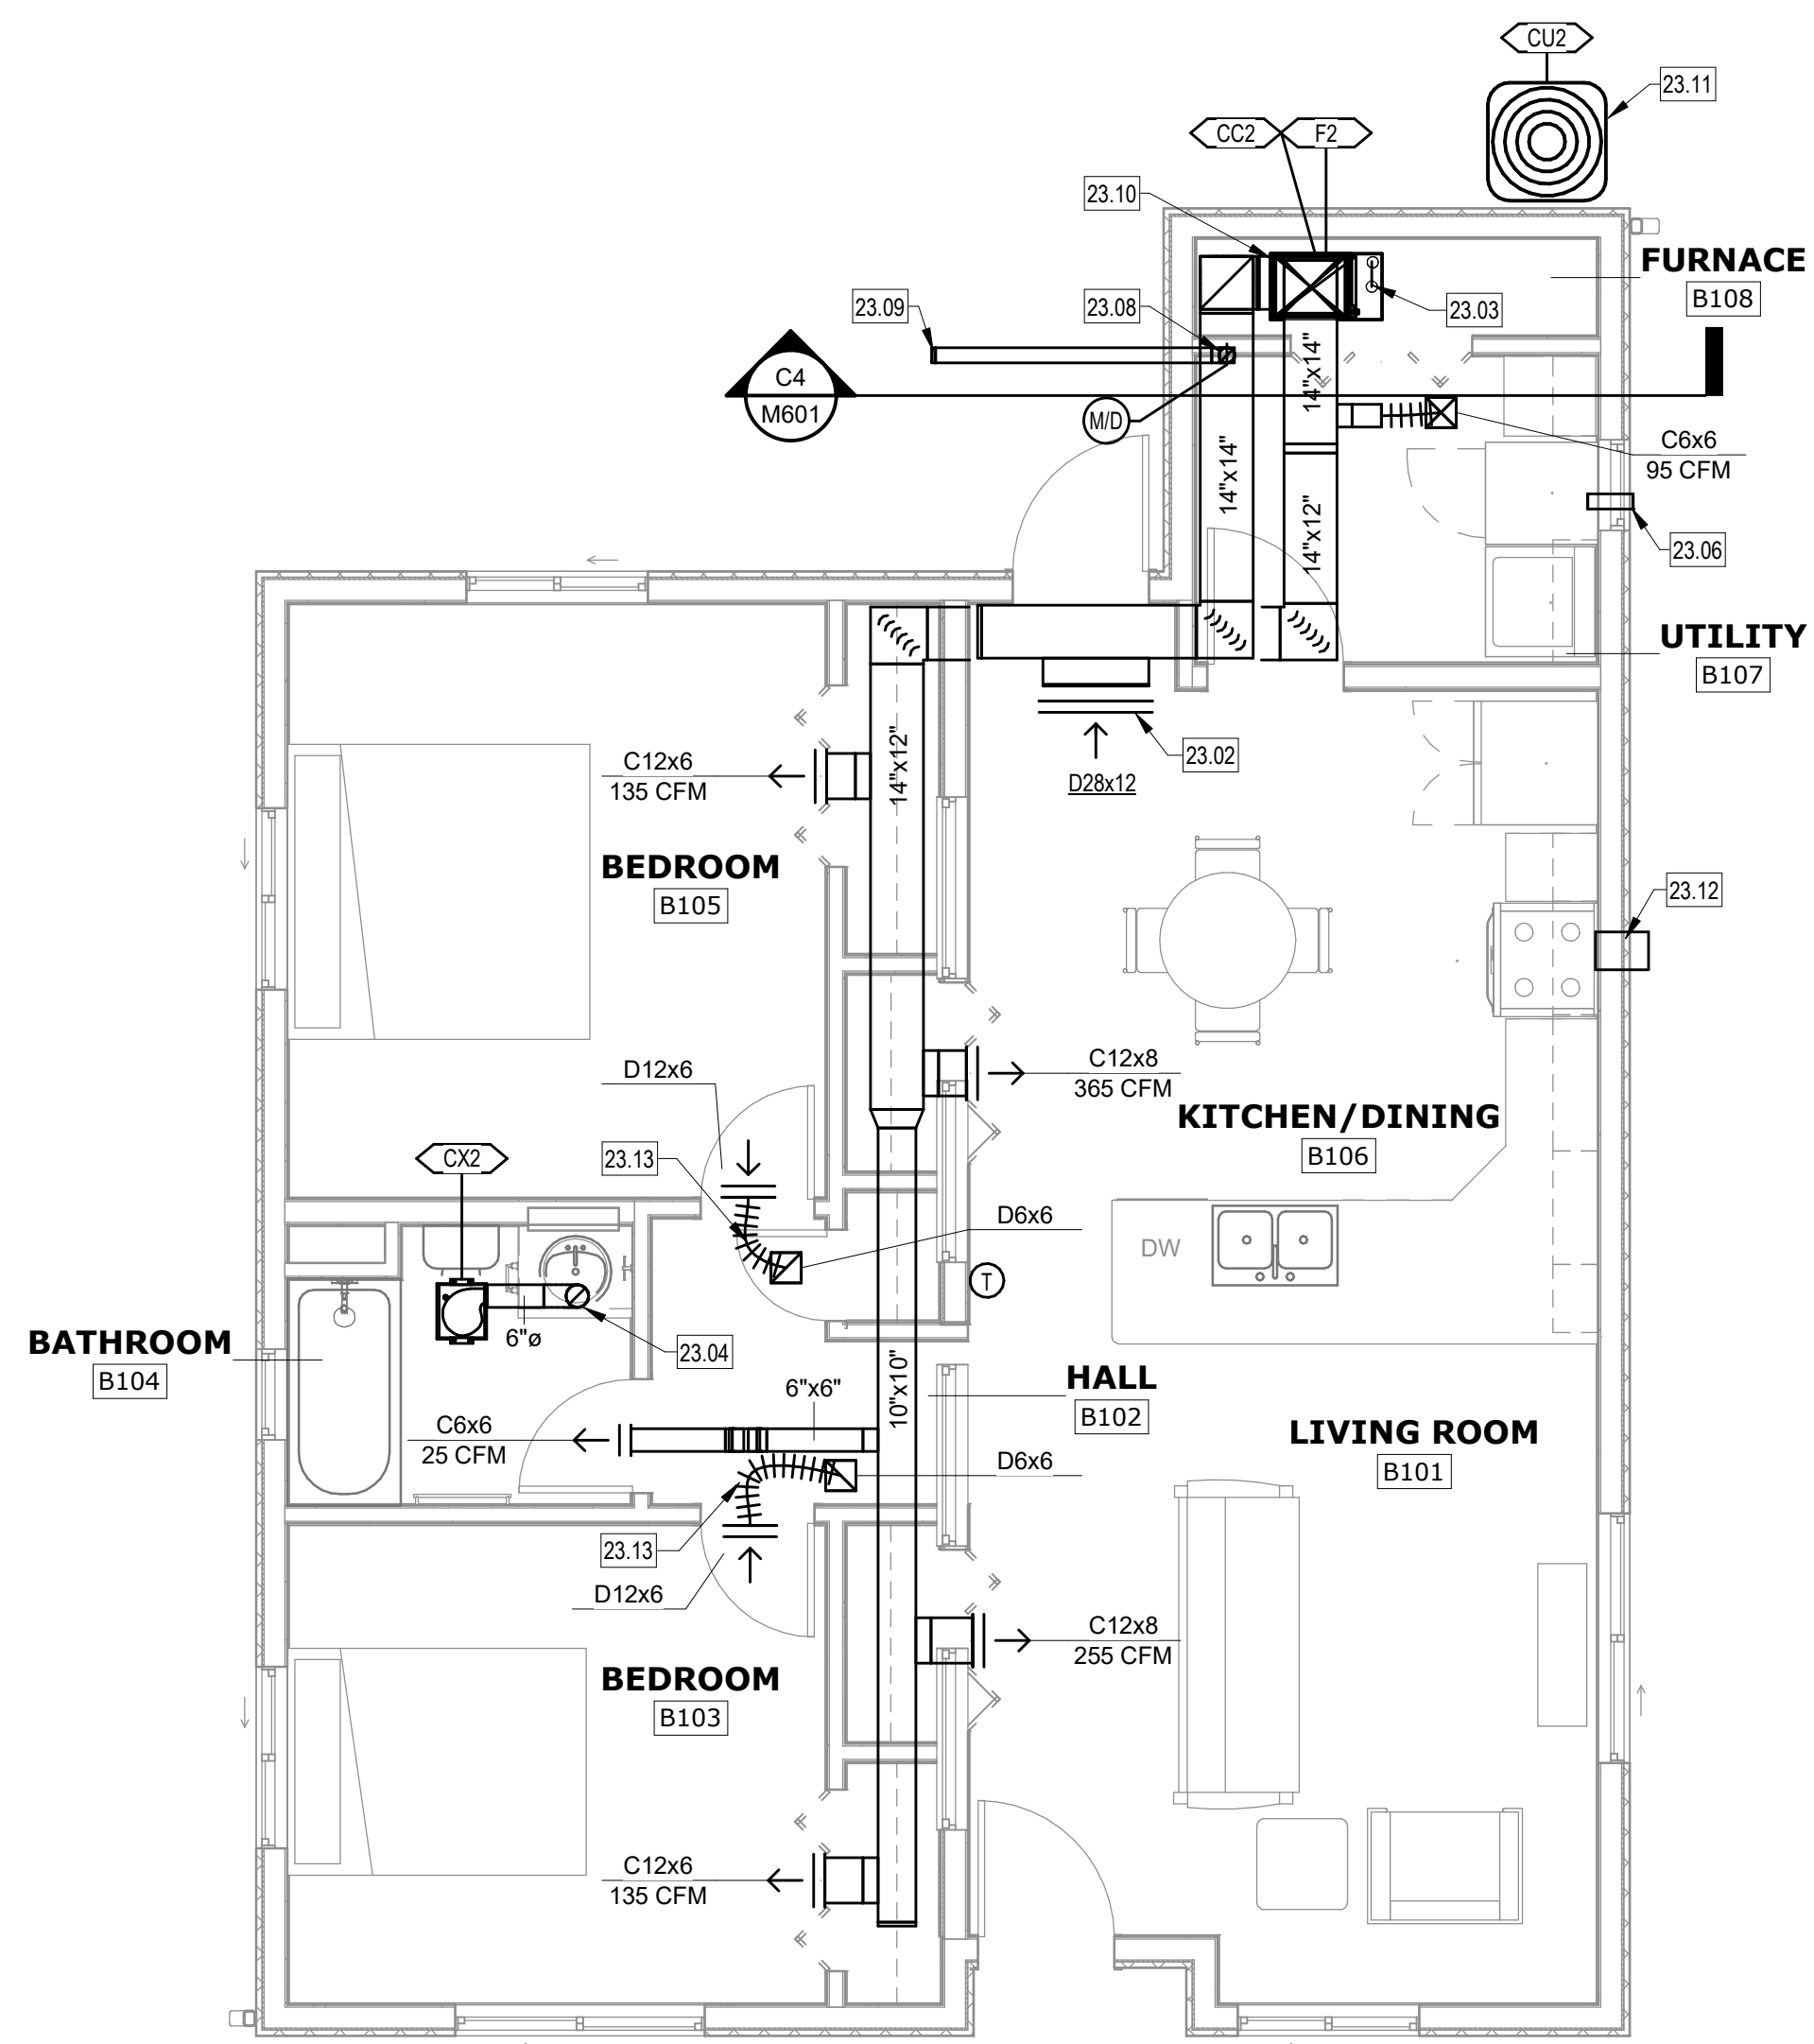 CU2
23.11
CC2
F2
23.10
FURNACE
B108
23.09
23.08
23.03
C4
M601
14"x14"
M/D
C6x6
95 CFM
14"x14"
14"x12"
23.06
UTILITY
B107
23.02
D28x12
C12x6
135 CFM
14"x12"
BEDROOM
B105
23.12
C12x8
365 CFM
D12x6
KITCHEN/DINING
B106
CX2
23.13
D6x6
DW
T
6"ø
23.04
BATHROOM
B104
10"x10"
HALL
B102
6"x6"
C6x6
25 CFM
LIVING ROOM
B101
D6x6
23.13
D12x6
C12x8
255 CFM
BEDROOM
B103
C12x6
135 CFM